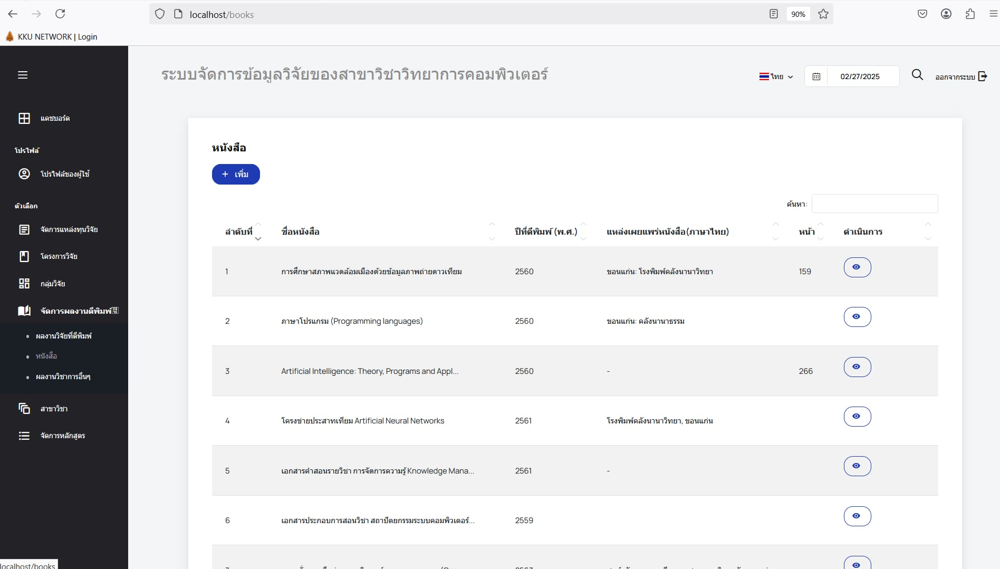 localhost/books
90%
KKU NETWORK | Login
ระบบจัดการข้อมูลวิจัยของสาขาวิชาวิทยาการคอมพิวเตอร์
ไทย
02/27/2025
ออกจากระบบ
แดชบอร์ด
โปรไฟล์
โปรไฟล์ของผู้ใช้
ตัวเลือก
จัดการแหล่งทุนวิจัย
โครงการวิจัย
กลุ่มวิจัย
จัดการผลงานตีพิมพ์
ผลงานวิจัยที่ตีพิมพ์
หนังสือ
ผลงานวิชาการอื่นๆ
สาขาวิชา
จัดการหลักสูตร
หนังสือ
+ เพิ่ม
ค้นหา:
ลำดับที่ ชื่อหนังสือ ปีที่ตีพิมพ์ (พ.ศ.) แหล่งเผยแพร่หนังสือ(ภาษาไทย) หน้า ดำเนินการ
1 การศึกษาสภาพแวดล้อมเมืองด้วยข้อมูลภาพถ่ายดาวเทียม 2560 ขอนแก่น: โรงพิมพ์คลังนานาวิทยา 159
2 ภาษาโปรแกรม (Programming languages) 2560 ขอนแก่น: คลังนานาธรรม
3 Artificial Intelligence: Theory, Programs and Appl... 2560 - 266
4 โครงข่ายประสาทเทียม Artificial Neural Networks 2561 โรงพิมพ์คลังนานาวิทยา, ขอนแก่น
5 เอกสารคำสอนรายวิชา การจัดการความรู้ Knowledge Mana... 2561 -
6 เอกสารประกอบการสอนวิชา สถาปัตยกรรมระบบคอมพิวเตอร์... 2559
localhost/books